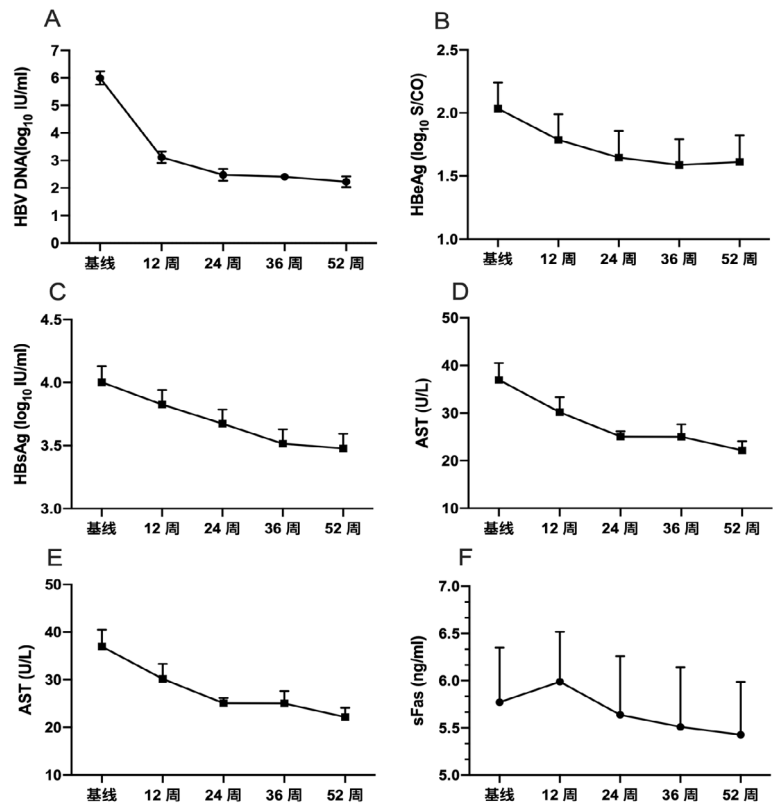 A
HBV DNA(log10 IU/ml)
7
6
5
4
3
2
1
0
基线 12 周 24 周 36 周 52 周
B
HBeAg (log10 S/CO)
2.5
2.0
1.5
1.0
基线 12 周 24 周 36 周 52 周
C
HBsAg (log10 IU/ml)
4.5
4.0
3.5
3.0
基线 12 周 24 周 36 周 52 周
D
AST (U/L)
50
40
30
20
10
基线 12 周 24 周 36 周 52 周
E
AST (U/L)
50
40
30
20
10
基线 12 周 24 周 36 周 52 周
F
sFas (ng/ml)
7.0
6.5
6.0
5.5
5.0
基线 12 周 24 周 36 周 52 周